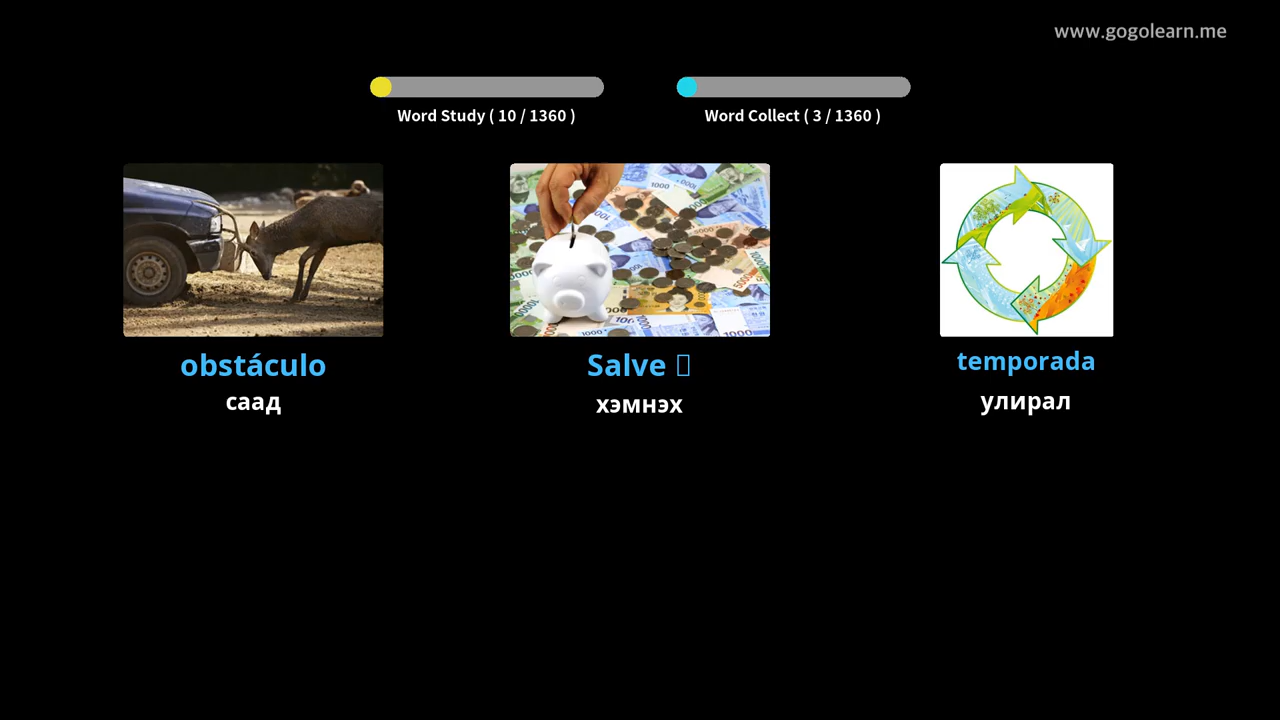 www.gogolearn.me
Word Study ( 10 / 1360 )
Word Collect ( 3 / 1360 )
obstáculo
саад
Salve
хэмнэх
temporada
улирал